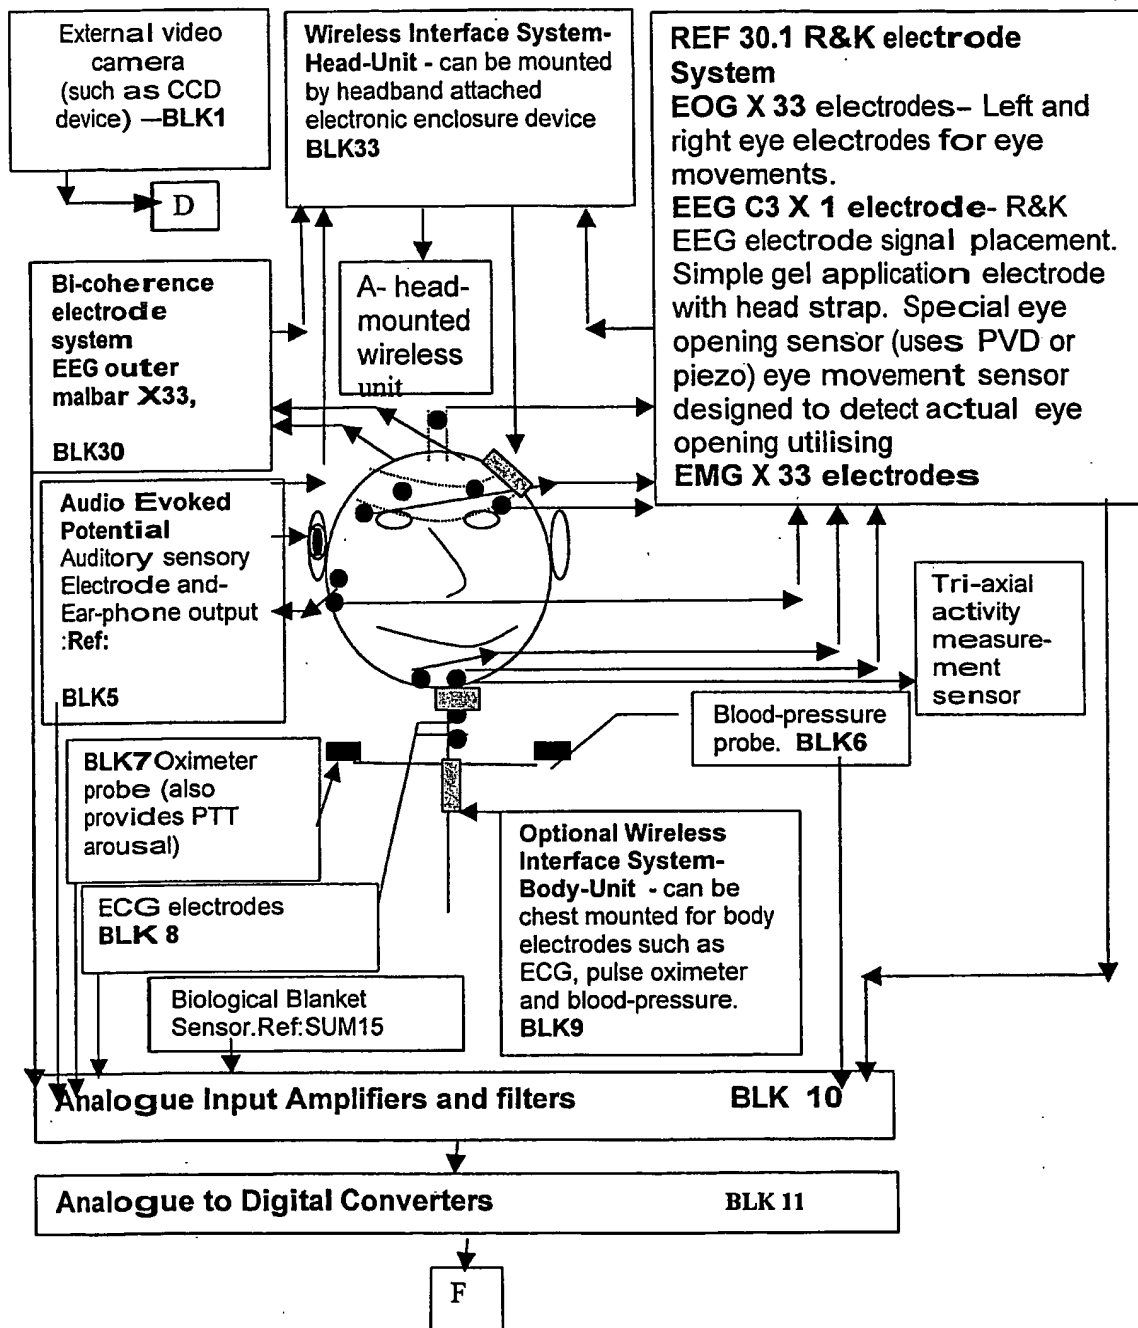 External video
camera
(such as CCD
device) —BLK1
D
Wireless Interface System-
Head-Unit - can be mounted
by headband attached
electronic enclosure device
BLK33
REF 30.1 R&K electrode
System
EOG X 33 electrodes– Left and
right eye electrodes for eye
movements.
EEG C3 X 1 electrode- R&K
EEG electrode signal placement.
Simple gel application electrode
with head strap. Special eye
opening sensor (uses PVD or
piezo) eye movement sensor
designed to detect actual eye
opening utilising
EMG X 33 electrodes
Bi-coherence
electrode
system
EEG outer
malbar X33,
BLK30
A- head-
mounted
wireless
unit
Audio Evoked
Potential
Auditory sensory
Electrode and-
Ear-phone output
:Ref:
BLK5
Tri-axial
activity
measure-
ment
sensor
Blood-pressure
probe. BLK6
BLK7 Oximeter
probe (also
provides PTT
arousal)
Optional Wireless
Interface System-
Body-Unit - can be
chest mounted for body
electrodes such as
ECG, pulse oximeter
and blood-pressure.
BLK9
ECG electrodes
BLK 8
Biological Blanket
Sensor.Ref:SUM15
Analogue Input Amplifiers and filters BLK 10
Analogue to Digital Converters BLK 11
F